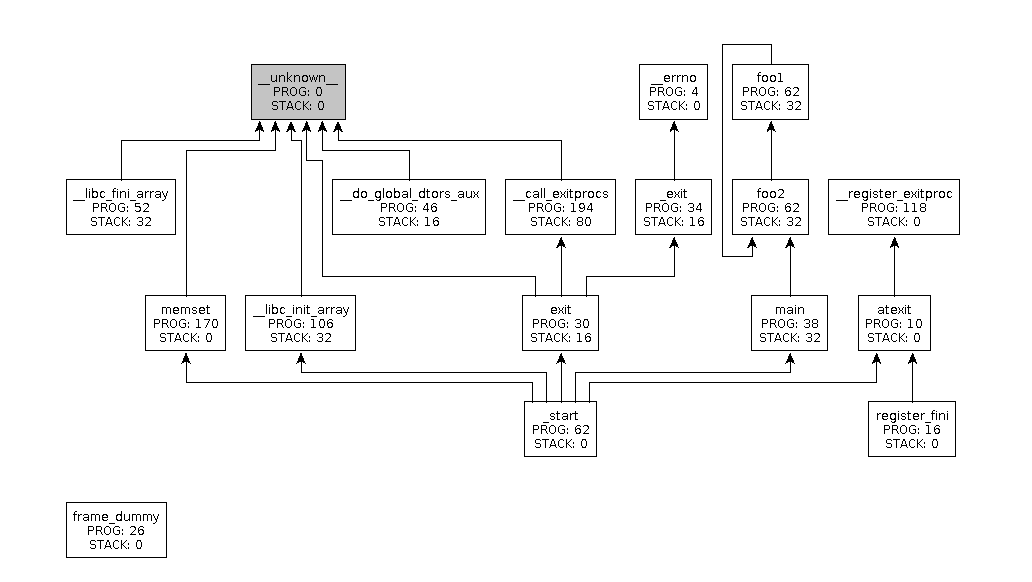 __unknown__
PROG: 0
STACK: 0
__errno
PROG: 4
STACK: 0
foo1
PROG: 62
STACK: 32
__libc_fini_array
PROG: 52
STACK: 32
__do_global_dtors_aux
PROG: 46
STACK: 16
__call_exitprocs
PROG: 194
STACK: 80
_exit
PROG: 34
STACK: 16
foo2
PROG: 62
STACK: 32
__register_exitproc
PROG: 118
STACK: 0
memset
PROG: 170
STACK: 0
__libc_init_array
PROG: 106
STACK: 32
exit
PROG: 30
STACK: 16
main
PROG: 38
STACK: 32
atexit
PROG: 10
STACK: 0
_start
PROG: 62
STACK: 0
register_fini
PROG: 16
STACK: 0
frame_dummy
PROG: 26
STACK: 0